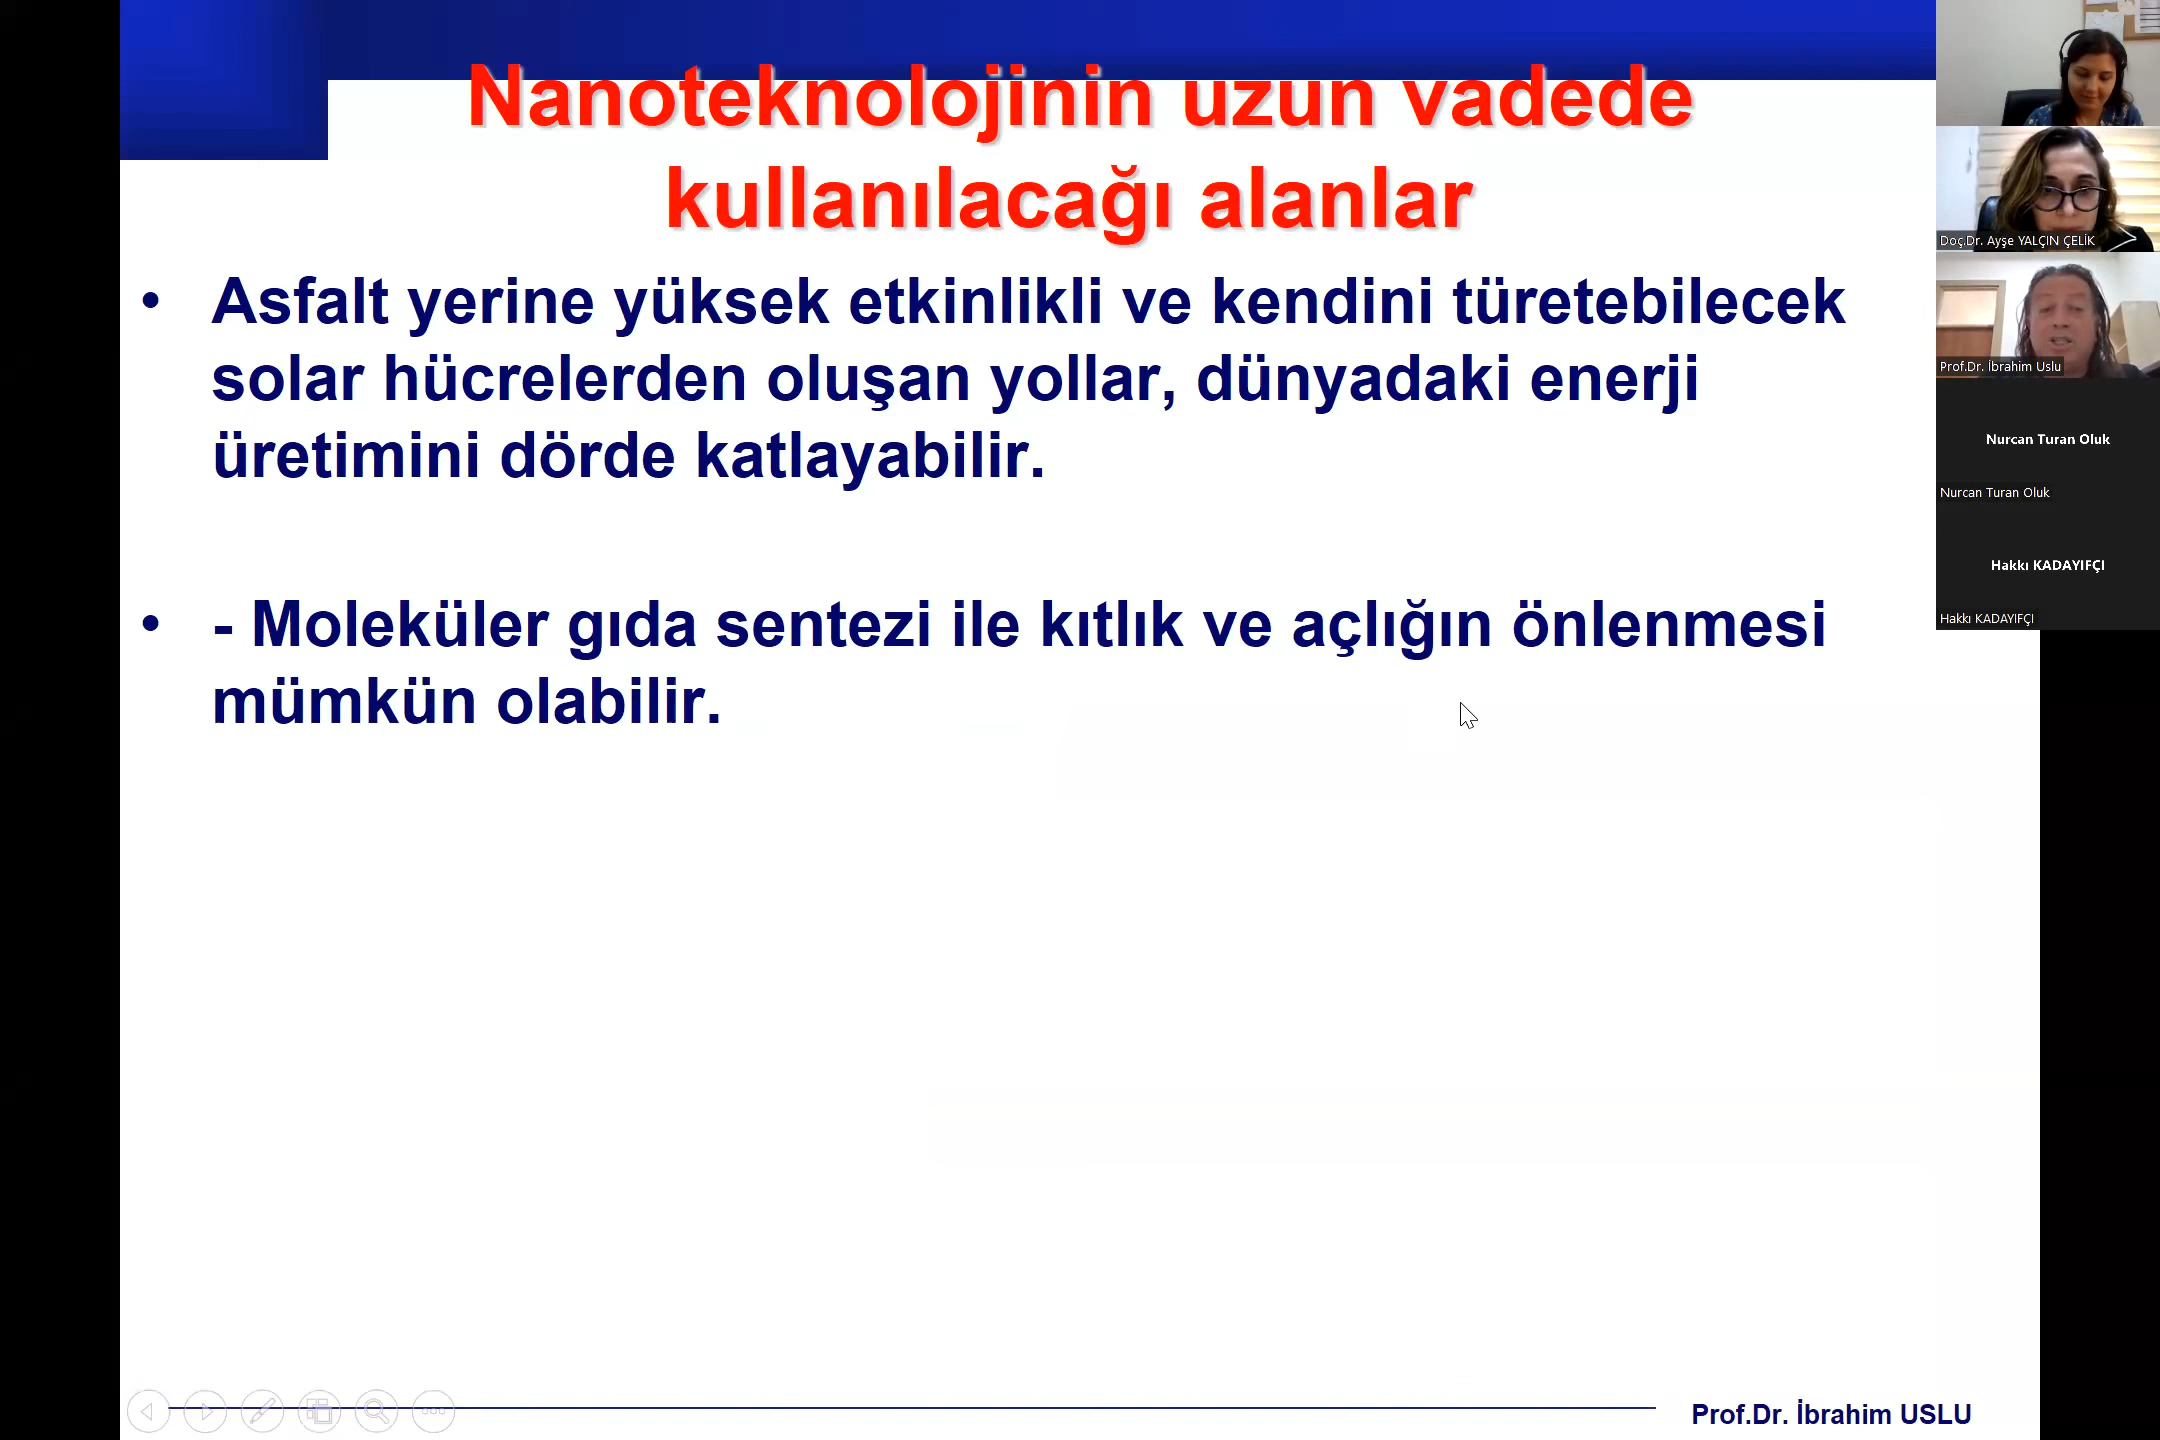 Nanoteknolojinin uzun vadede
kullanılacağı alanlar
• Asfalt yerine yüksek etkinlikli ve kendini türetebilecek
solar hücrelerden oluşan yollar, dünyadaki enerji
üretimini dörde katlayabilir.
• - Moleküler gıda sentezi ile kıtlık ve açlığın önlenmesi
mümkün olabilir.
Prof.Dr. İbrahim USLU
Doç.Dr. Ayşe YALÇIN ÇELİK
Prof.Dr. İbrahim Uslu
Nurcan Turan Oluk
Nurcan Turan Oluk
Hakkı KADAYIFÇI
Hakkı KADAYIFÇI